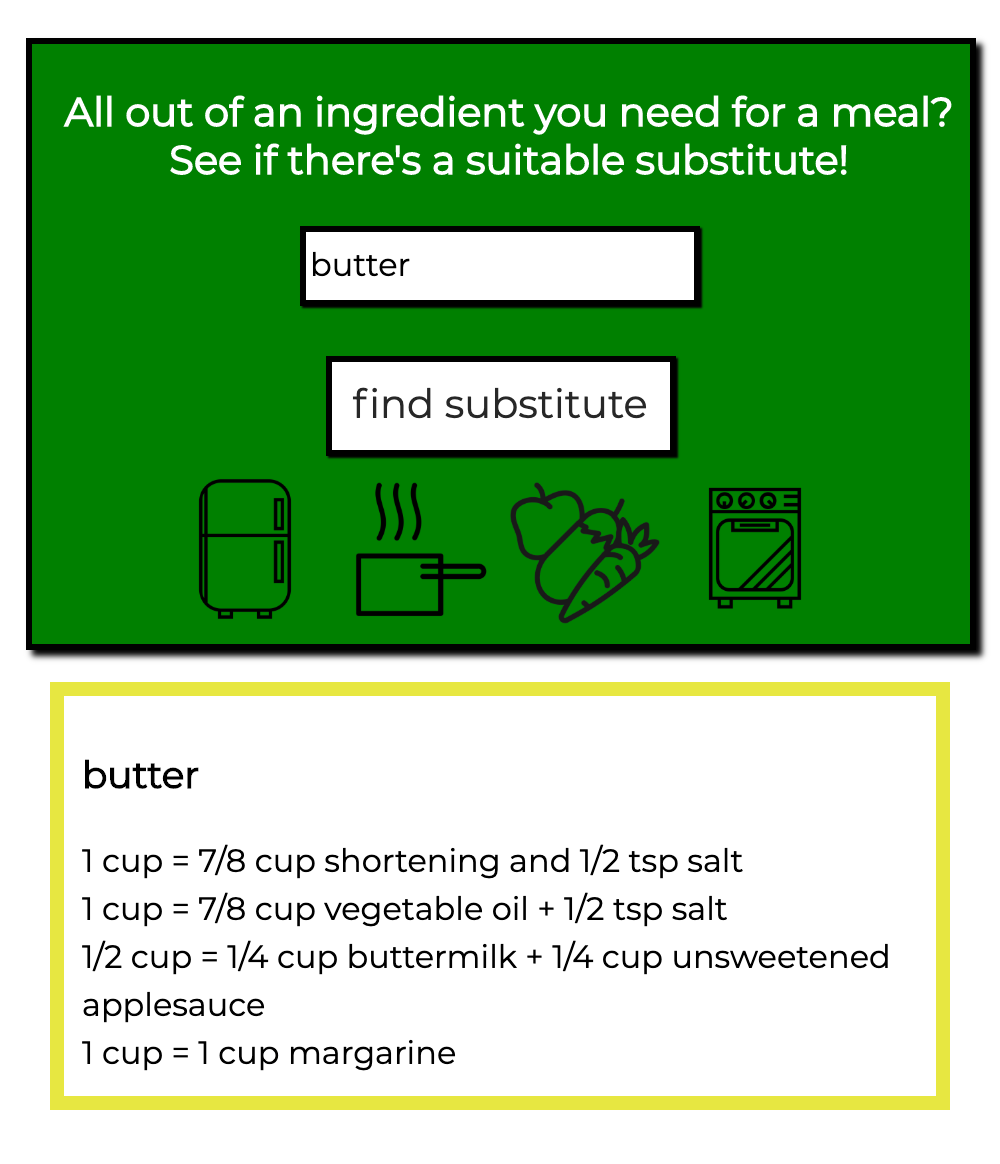 All out of an ingredient you need for a meal?
See if there's a suitable substitute!
butter
find substitute
butter
1 cup = 7/8 cup shortening and 1/2 tsp salt
1 cup = 7/8 cup vegetable oil + 1/2 tsp salt
1/2 cup = 1/4 cup buttermilk + 1/4 cup unsweetened
applesauce
1 cup = 1 cup margarine